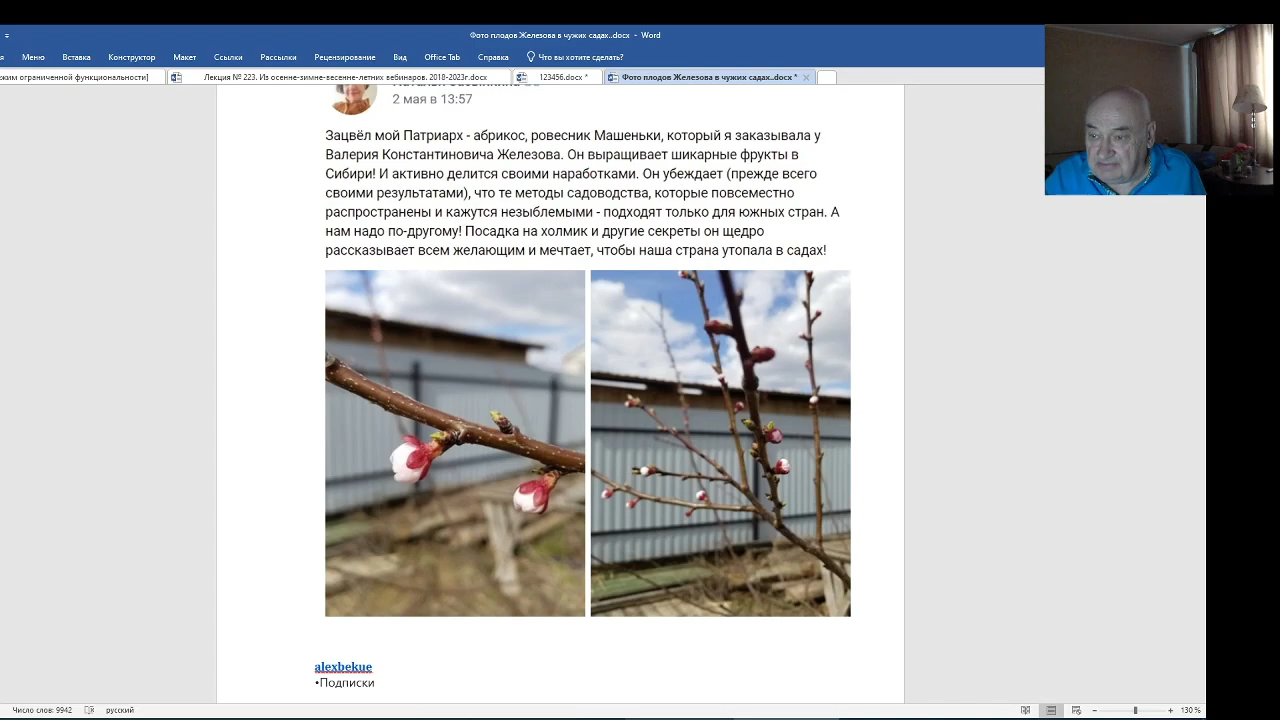 Фото плодов Железова в чужих садах..docx - Word
Меню Вставка Конструктор Макет Ссылки Рассылки Рецензирование Вид Office Tab Справка Что вы хотите сделать?
жим ограниченной функциональности] Лекция № 223. Из осенне-зимне-весенне-летних вебинаров. 2018-2023г.docx 123456.docx * Фото плодов Железова в чужих садах..docx *
2 мая в 13:57
Зацвёл мой Патриарх - абрикос, ровесник Машеньки, который я заказывала у
Валерия Константиновича Железова. Он выращивает шикарные фрукты в
Сибири! И активно делится своими наработками. Он убеждает (прежде всего
своими результатами), что те методы садоводства, которые повсеместно
распространены и кажутся незыблемыми - подходят только для южных стран. А
нам надо по-другому! Посадка на холмик и другие секреты он щедро
рассказывает всем желающим и мечтает, чтобы наша страна утопала в садах!
alexbekue
•Подписки
Число слов: 9942 русский 130 %